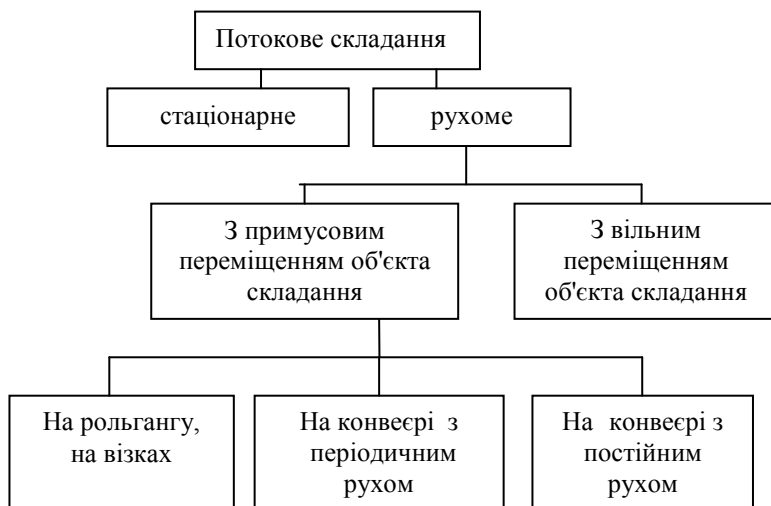 Потокове складання
стаціонарне
рухоме
З примусовим
переміщенням об'єкта
складання
З вільним
переміщенням
об'єкта складання
На рольгангу,
на візках
На конвеєрі з
періодичним
рухом
На конвеєрі з
постійним
рухом